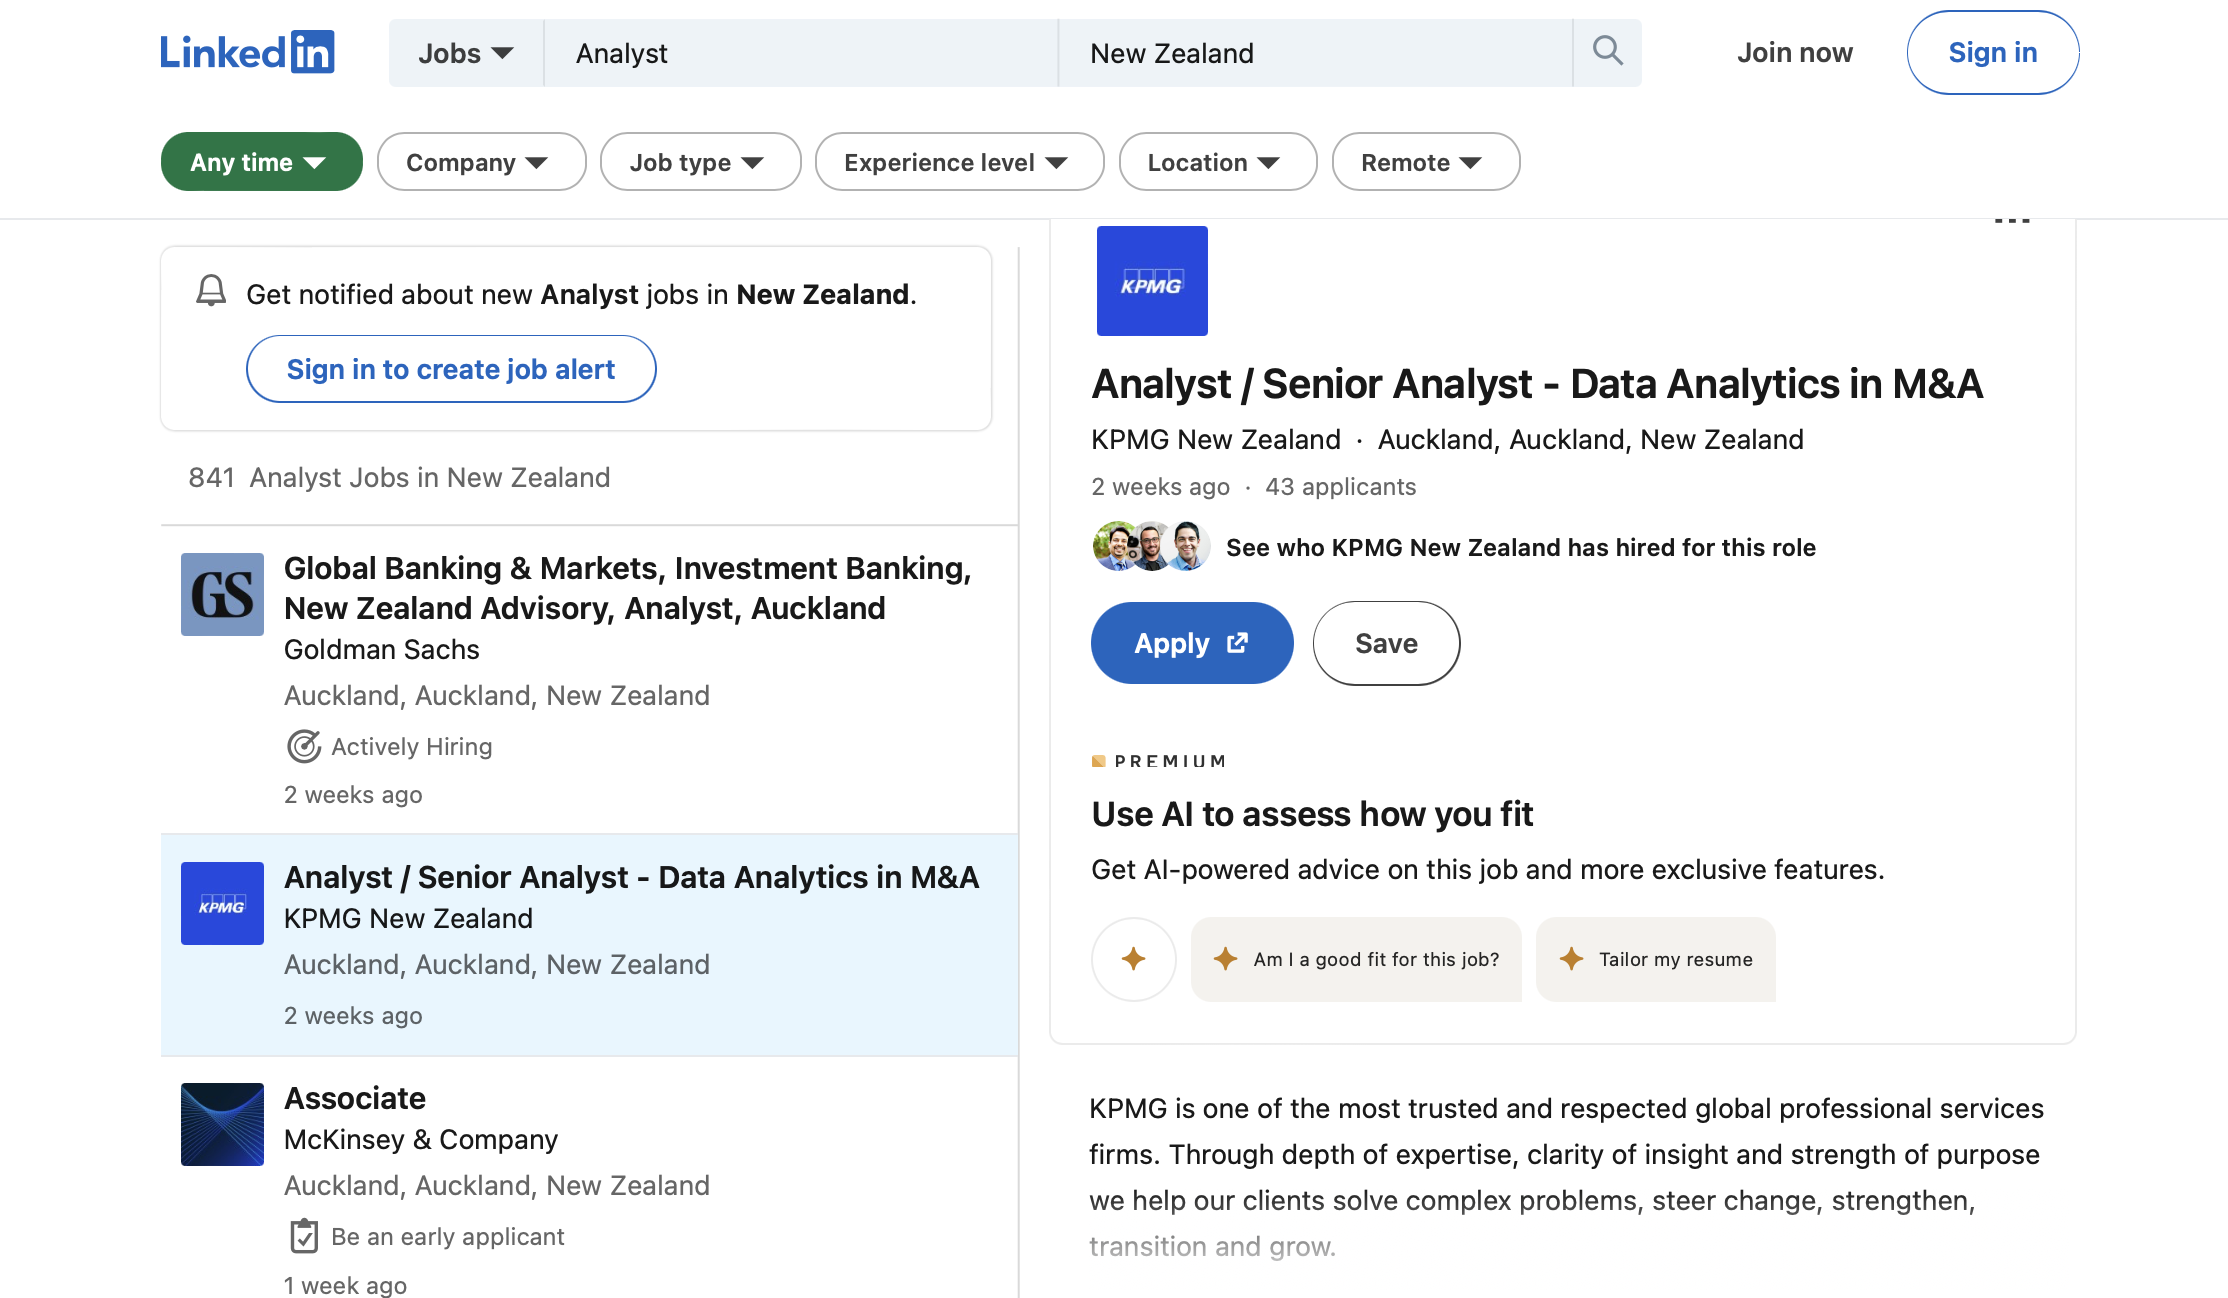 LinkedIn
Jobs
Analyst
New Zealand
Join now
Sign in
Any time
Company
Job type
Experience level
Location
Remote
Get notified about new Analyst jobs in New Zealand.
Sign in to create job alert
841 Analyst Jobs in New Zealand
GS
Global Banking & Markets, Investment Banking,
New Zealand Advisory, Analyst, Auckland
Goldman Sachs
Auckland, Auckland, New Zealand
Actively Hiring
2 weeks ago
KPMG
Analyst / Senior Analyst - Data Analytics in M&A
KPMG New Zealand
Auckland, Auckland, New Zealand
2 weeks ago
Associate
McKinsey & Company
Auckland, Auckland, New Zealand
Be an early applicant
1 week ago
KPMG
Analyst / Senior Analyst - Data Analytics in M&A
KPMG New Zealand · Auckland, Auckland, New Zealand
2 weeks ago · 43 applicants
See who KPMG New Zealand has hired for this role
Apply
Save
PREMIUM
Use AI to assess how you fit
Get AI-powered advice on this job and more exclusive features.
Am I a good fit for this job?
Tailor my resume
KPMG is one of the most trusted and respected global professional services
firms. Through depth of expertise, clarity of insight and strength of purpose
we help our clients solve complex problems, steer change, strengthen,
transition and grow.